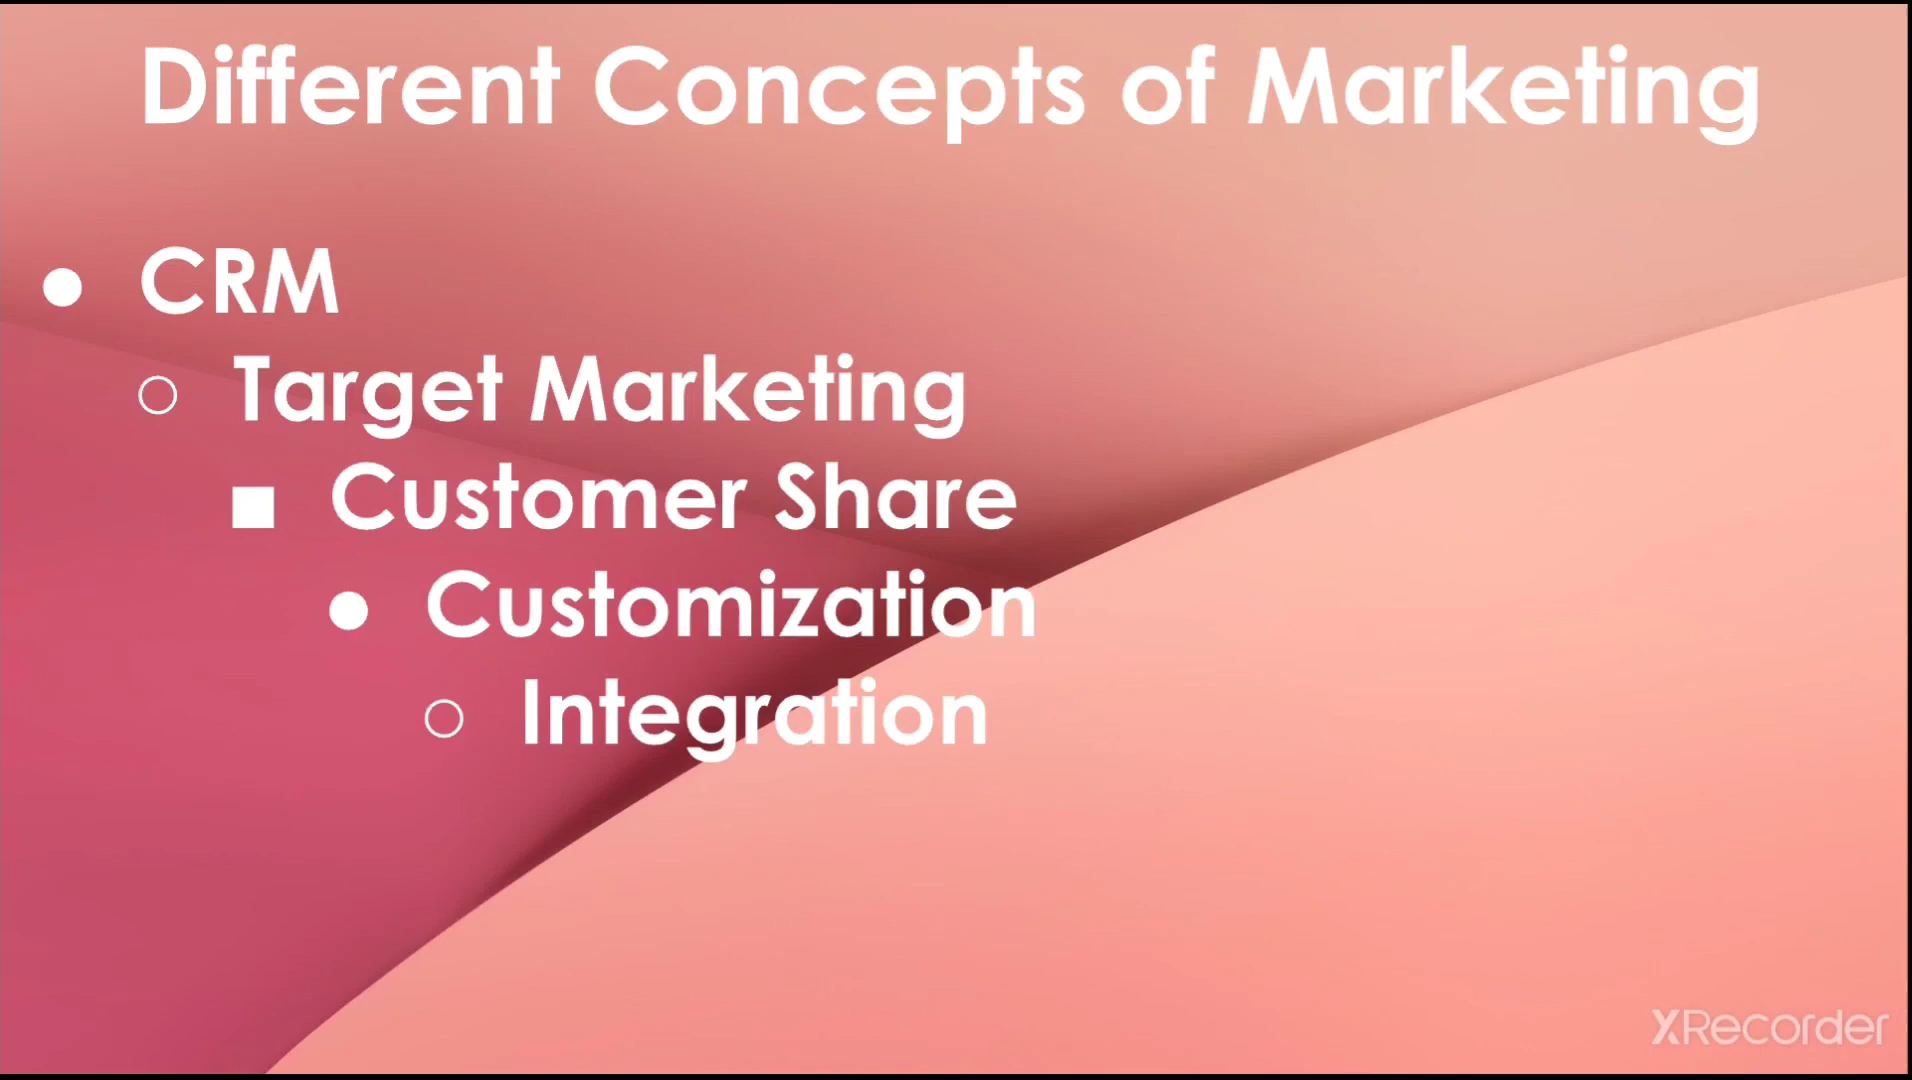 Different Concepts of Marketing
● CRM
○ Target Marketing
■ Customer Share
● Customization
○ Integration
XRecorder